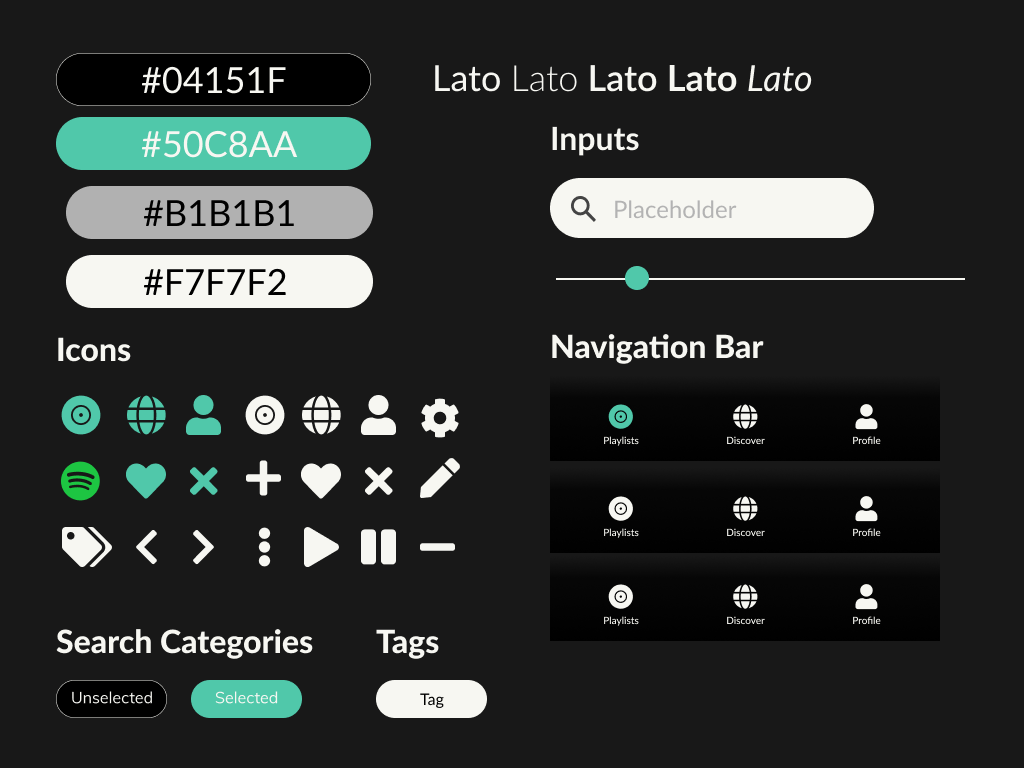 #04151F
#50C8AA
#B1B1B1
#F7F7F2
Lato Lato Lato Lato Lato
Inputs
Placeholder
Icons
Navigation Bar
Playlists Discover Profile
Playlists Discover Profile
Playlists Discover Profile
Search Categories
Unselected Selected
Tags
Tag